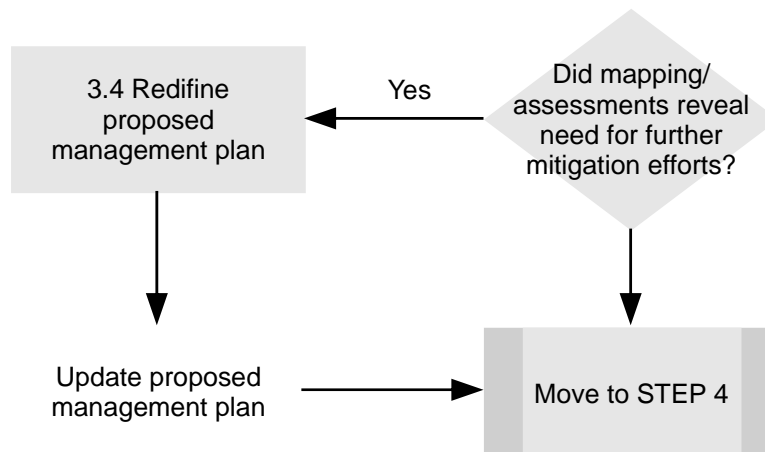 3.4 Redifine
proposed
management plan
Yes
Did mapping/
assessments reveal
need for further
mitigation efforts?
Update proposed
management plan
Move to STEP 4